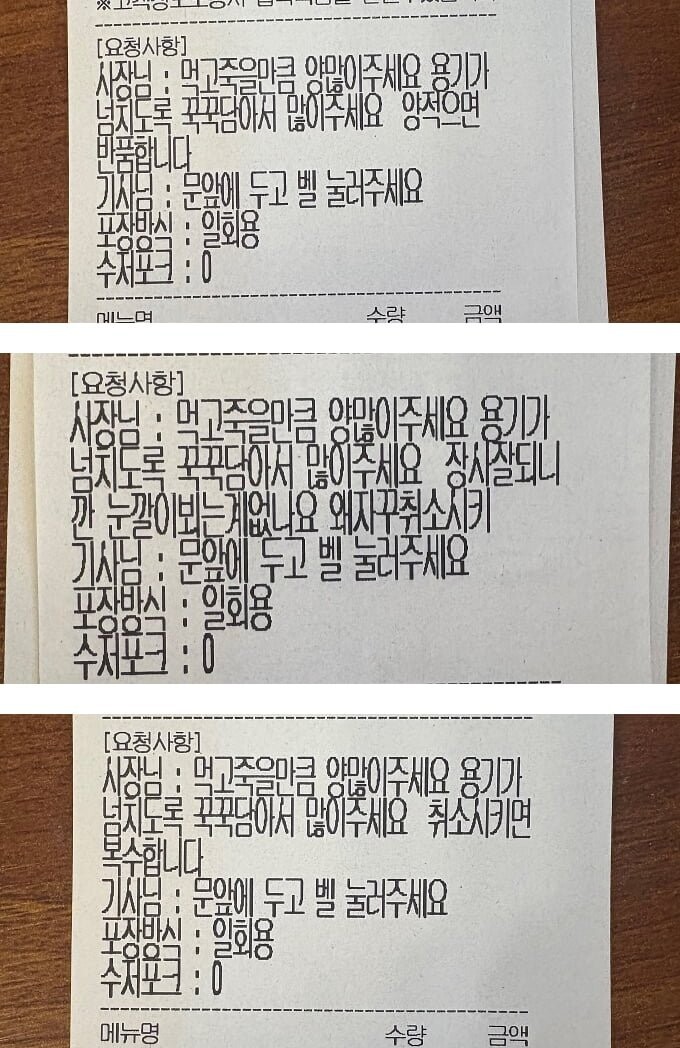 [요청사항]
사장님 : 먹고죽을만큼 양많이주세요 용기가
넘치도록 꾹꾹담아서 많이주세요 양적으면
반품합니다
기사님 : 문앞에 두고 벨 눌러주세요
포장방식 : 일회용
수저포크 : 0
메뉴명 수량 금액
[요청사항]
사장님 : 먹고죽을만큼 양많이주세요 용기가
넘치도록 꾹꾹담아서 많이주세요 장사잘되니
깐 눈깔이뵈는게없나요 왜자꾸취소시키
기사님 : 문앞에 두고 벨 눌러주세요
포장방식 : 일회용
수저포크 : 0
[요청사항]
사장님 : 먹고죽을만큼 양많이주세요 용기가
넘치도록 꾹꾹담아서 많이주세요 취소시키면
복수합니다
기사님 : 문앞에 두고 벨 눌러주세요
포장방식 : 일회용
수저포크 : 0
메뉴명 수량 금액